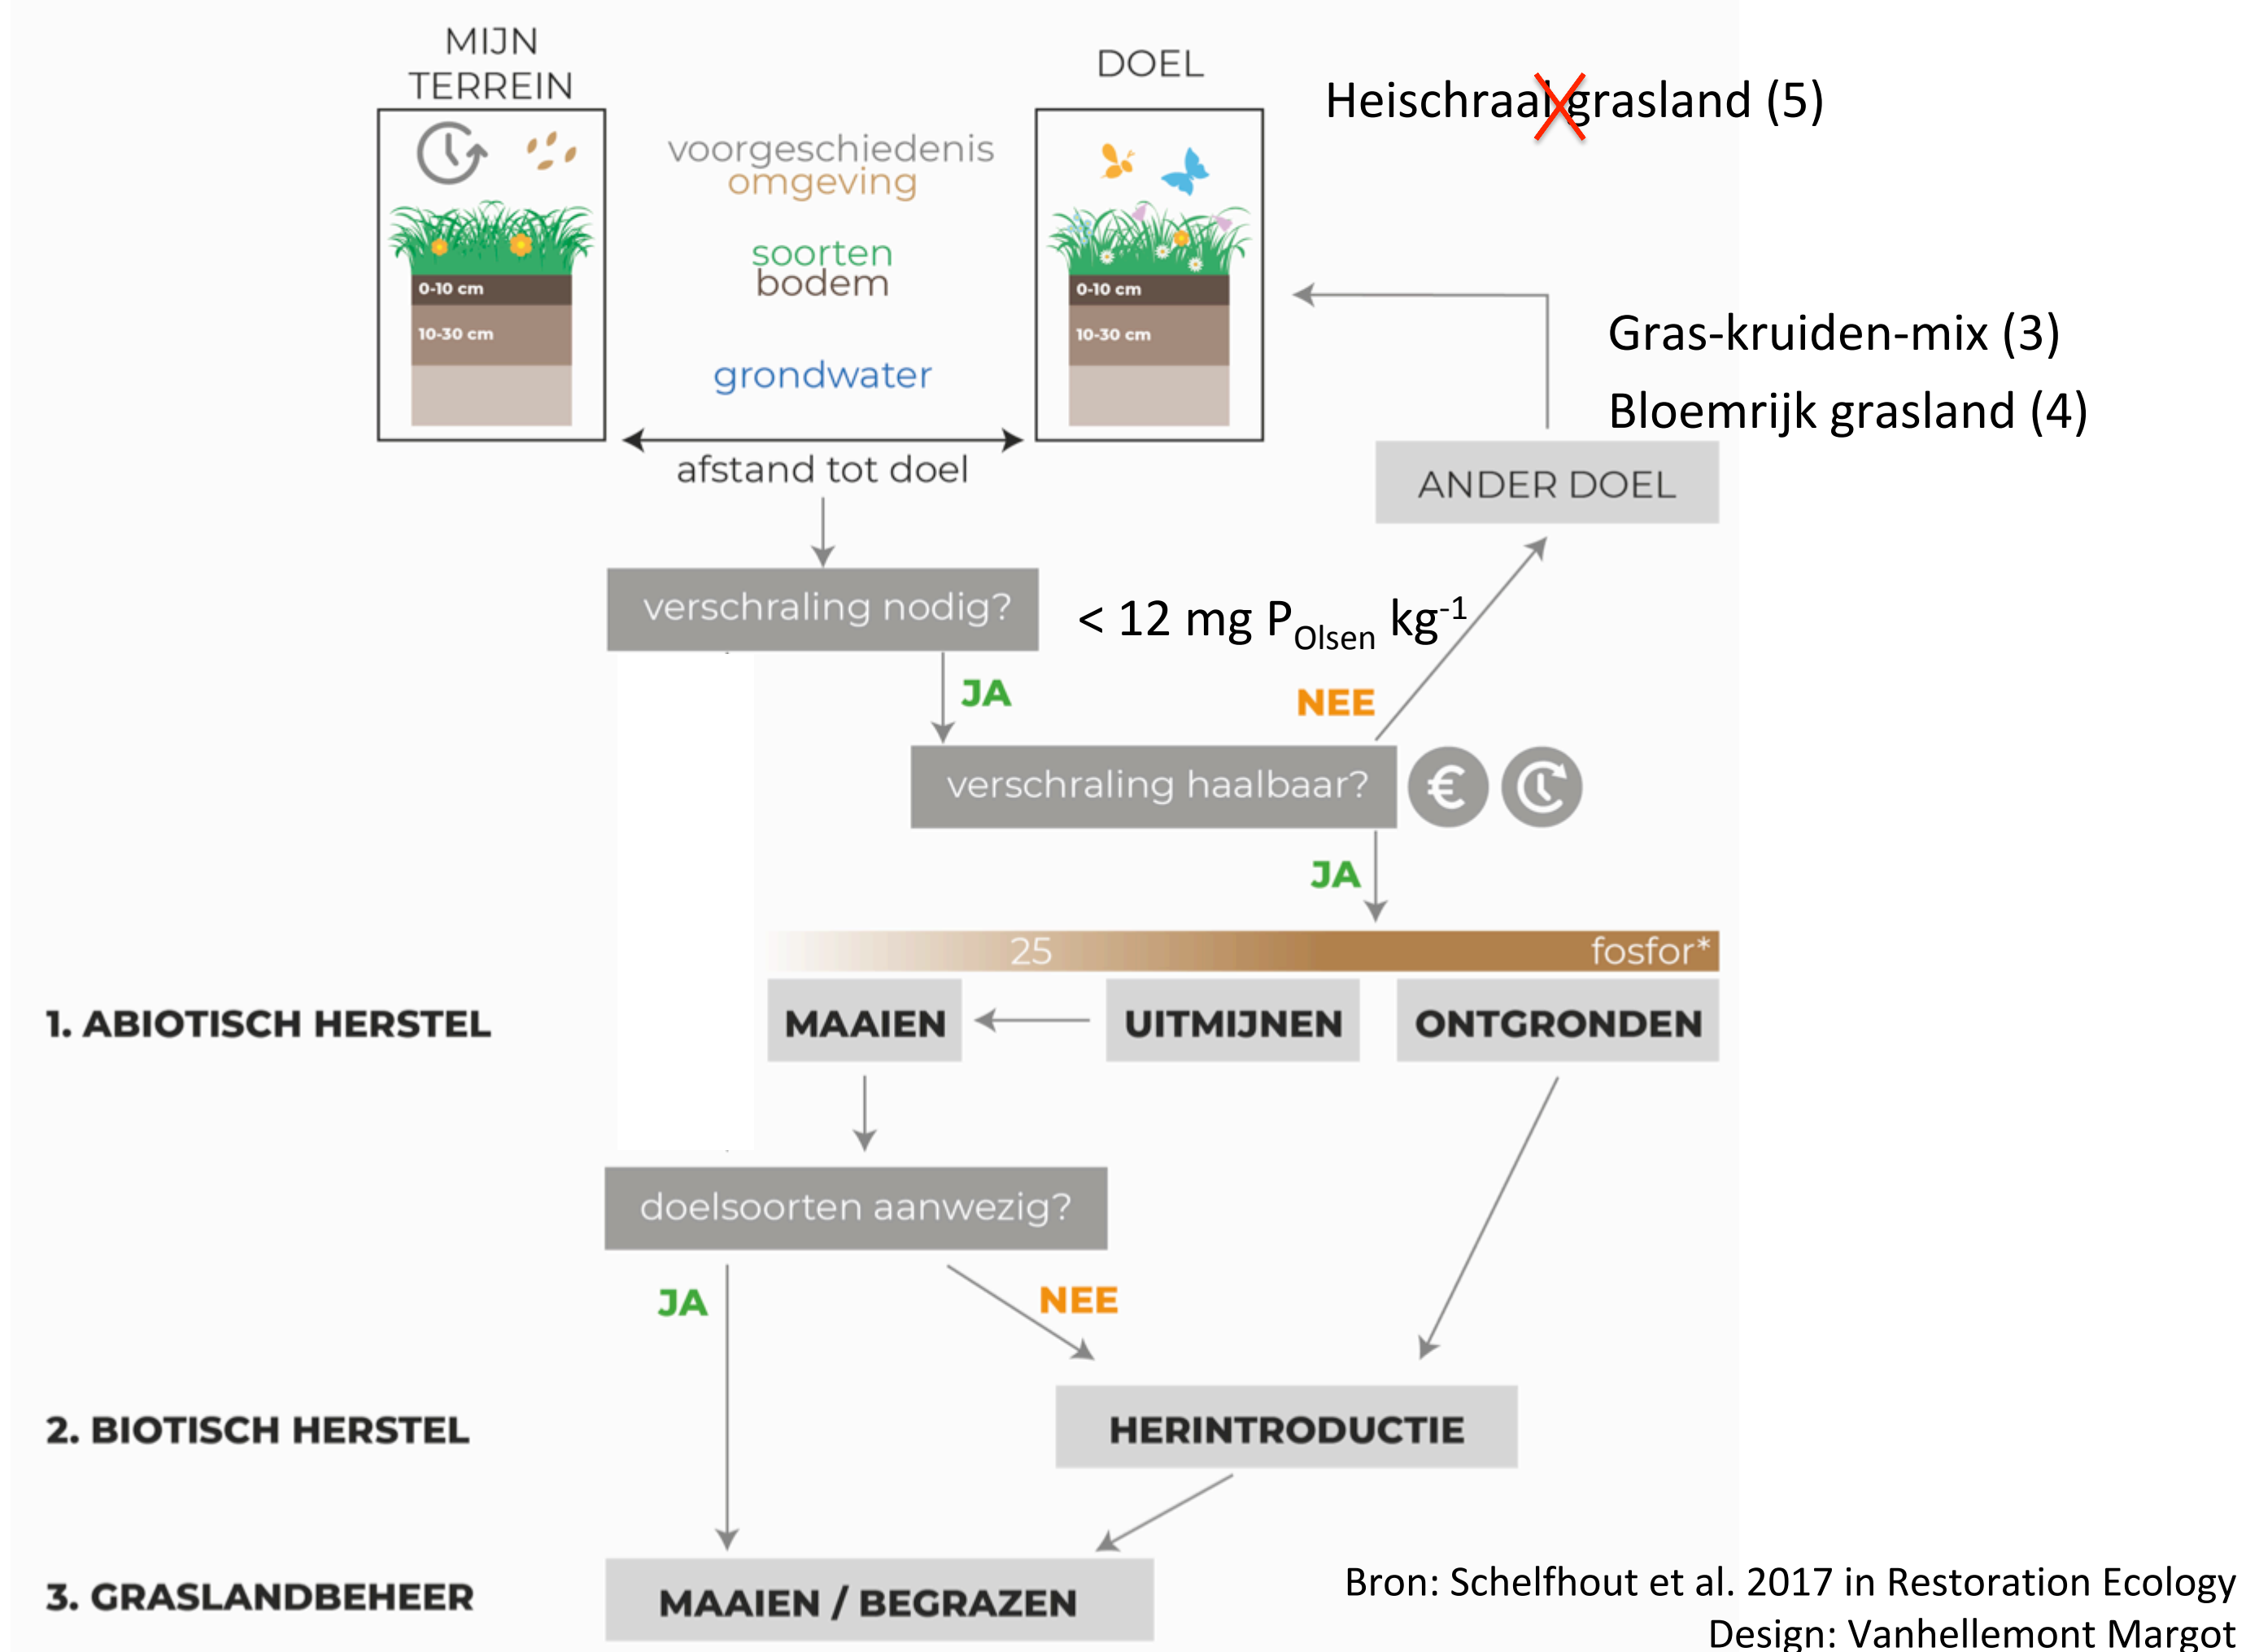 MIJN
TERREIN
DOEL
Heischraal grasland (5)
voorgeschiedenis
omgeving
soorten
bodem
grondwater
0-10 cm
10-30 cm
0-10 cm
10-30 cm
afstand tot doel
Gras-kruiden-mix (3)
Bloemrijk grasland (4)
ANDER DOEL
verschraling nodig?
< 12 mg P_Olsen kg^-1
JA
NEE
verschraling haalbaar?
€
JA
25
fosfor*
1. ABIOTISCH HERSTEL
MAAIEN
UITMIJNEN
ONTGRONDEN
doelsoorten aanwezig?
JA
NEE
2. BIOTISCH HERSTEL
HERINTRODUCTIE
3. GRASLANDBEHEER
MAAIEN / BEGRAZEN
Bron: Schelfhout et al. 2017 in Restoration Ecology
Design: Vanhellemont Margot